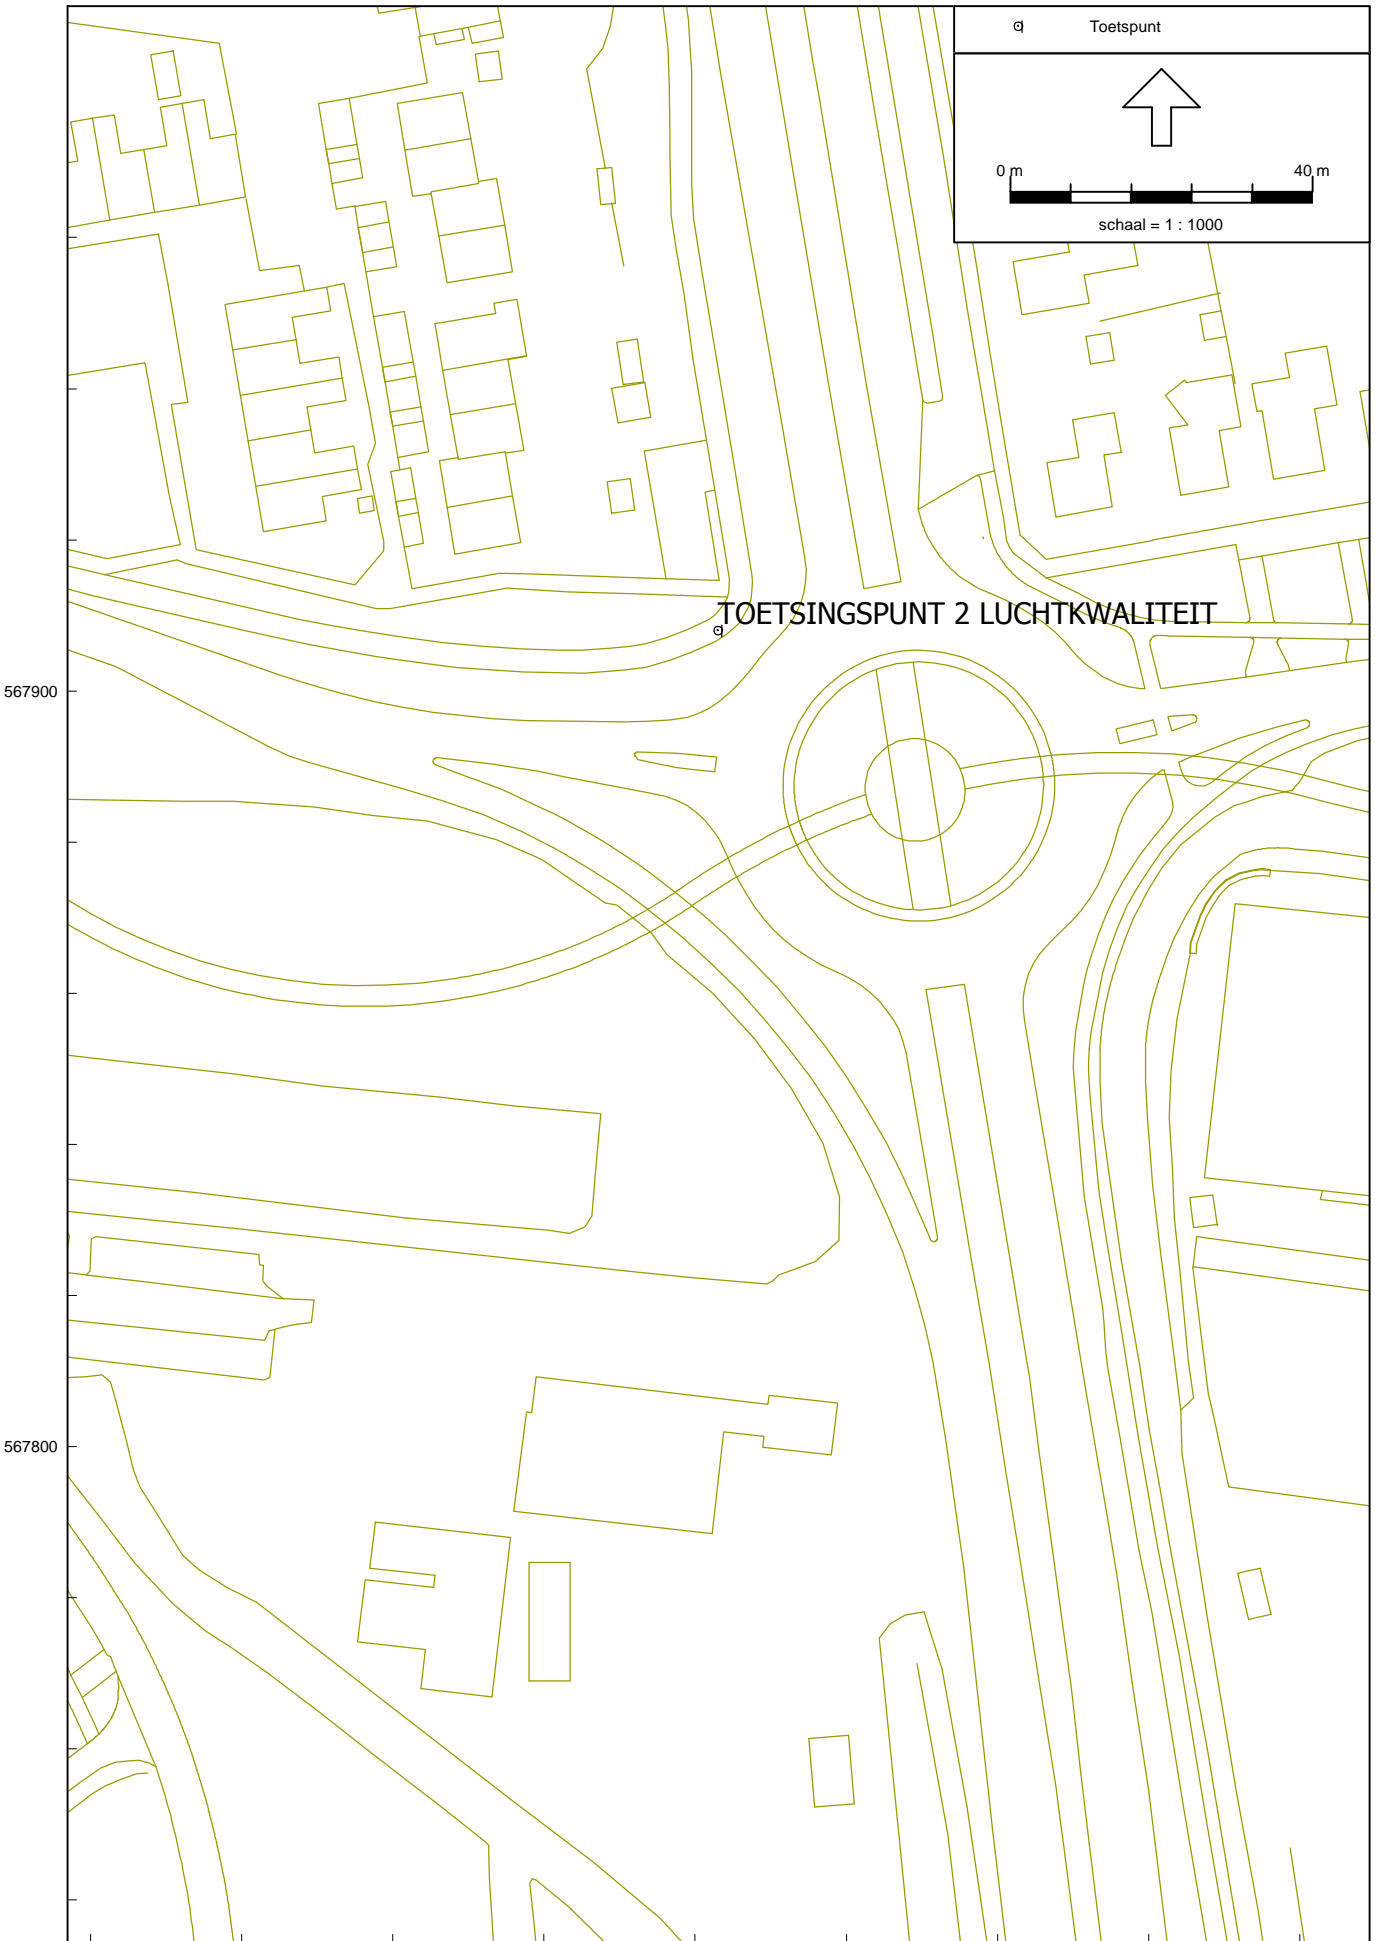 Toetspunt
0 m 40 m
schaal = 1 : 1000
TOETSINGSPUNT 2 LUCHTKWALITEIT
567900
567800